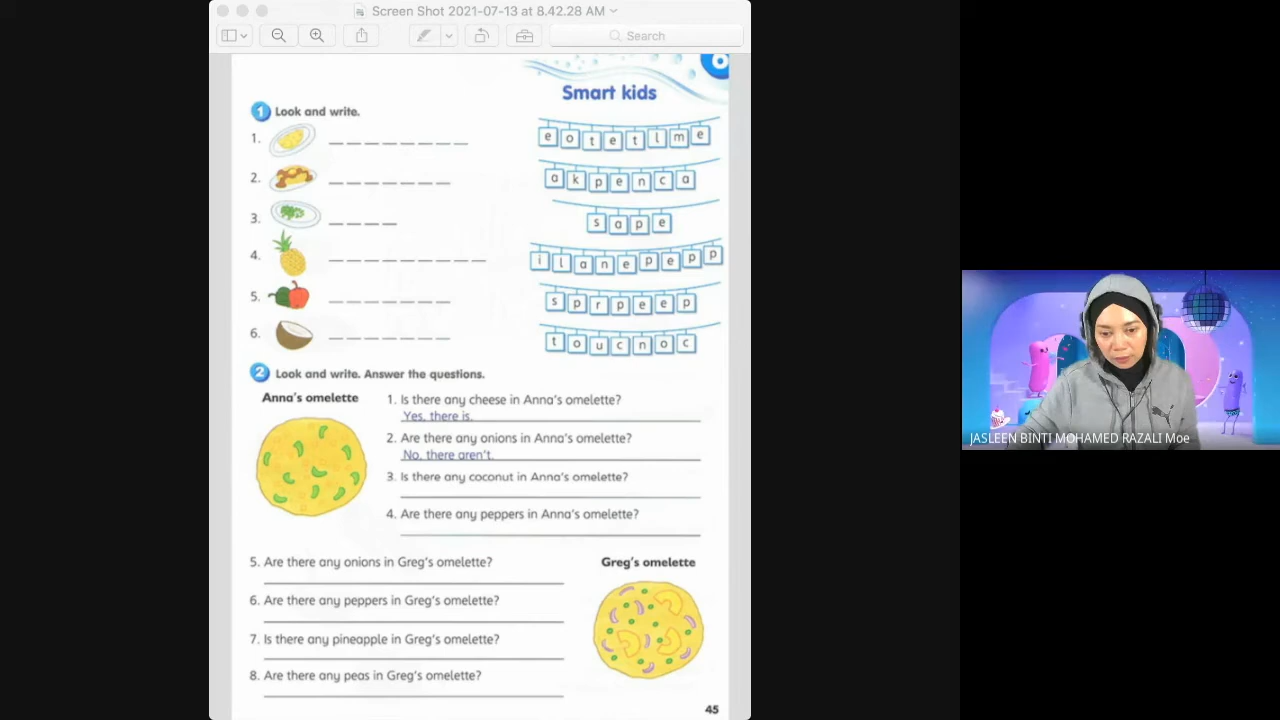 Screen Shot 2021-07-13 at 8.42.28 AM
Search
6
Smart kids
1 Look and write.
1. _ _ _ _ _ _ _ _ e o t e t l m e
2. _ _ _ _ _ _ _ a k p e n c a
3. _ _ _ _ s a p e
4. _ _ _ _ _ _ _ _ _ i l a n e p e p p
5. _ _ _ _ _ _ _ s p r p e e p
6. _ _ _ _ _ _ _ t o u c n o c
2 Look and write. Answer the questions.
Anna's omelette
1. Is there any cheese in Anna's omelette?
Yes, there is.
2. Are there any onions in Anna's omelette?
No, there aren't.
3. Is there any coconut in Anna's omelette?
4. Are there any peppers in Anna's omelette?
5. Are there any onions in Greg's omelette?
Greg's omelette
6. Are there any peppers in Greg's omelette?
7. Is there any pineapple in Greg's omelette?
8. Are there any peas in Greg's omelette?
45
JASLEEN BINTI MOHAMED RAZALI Moe